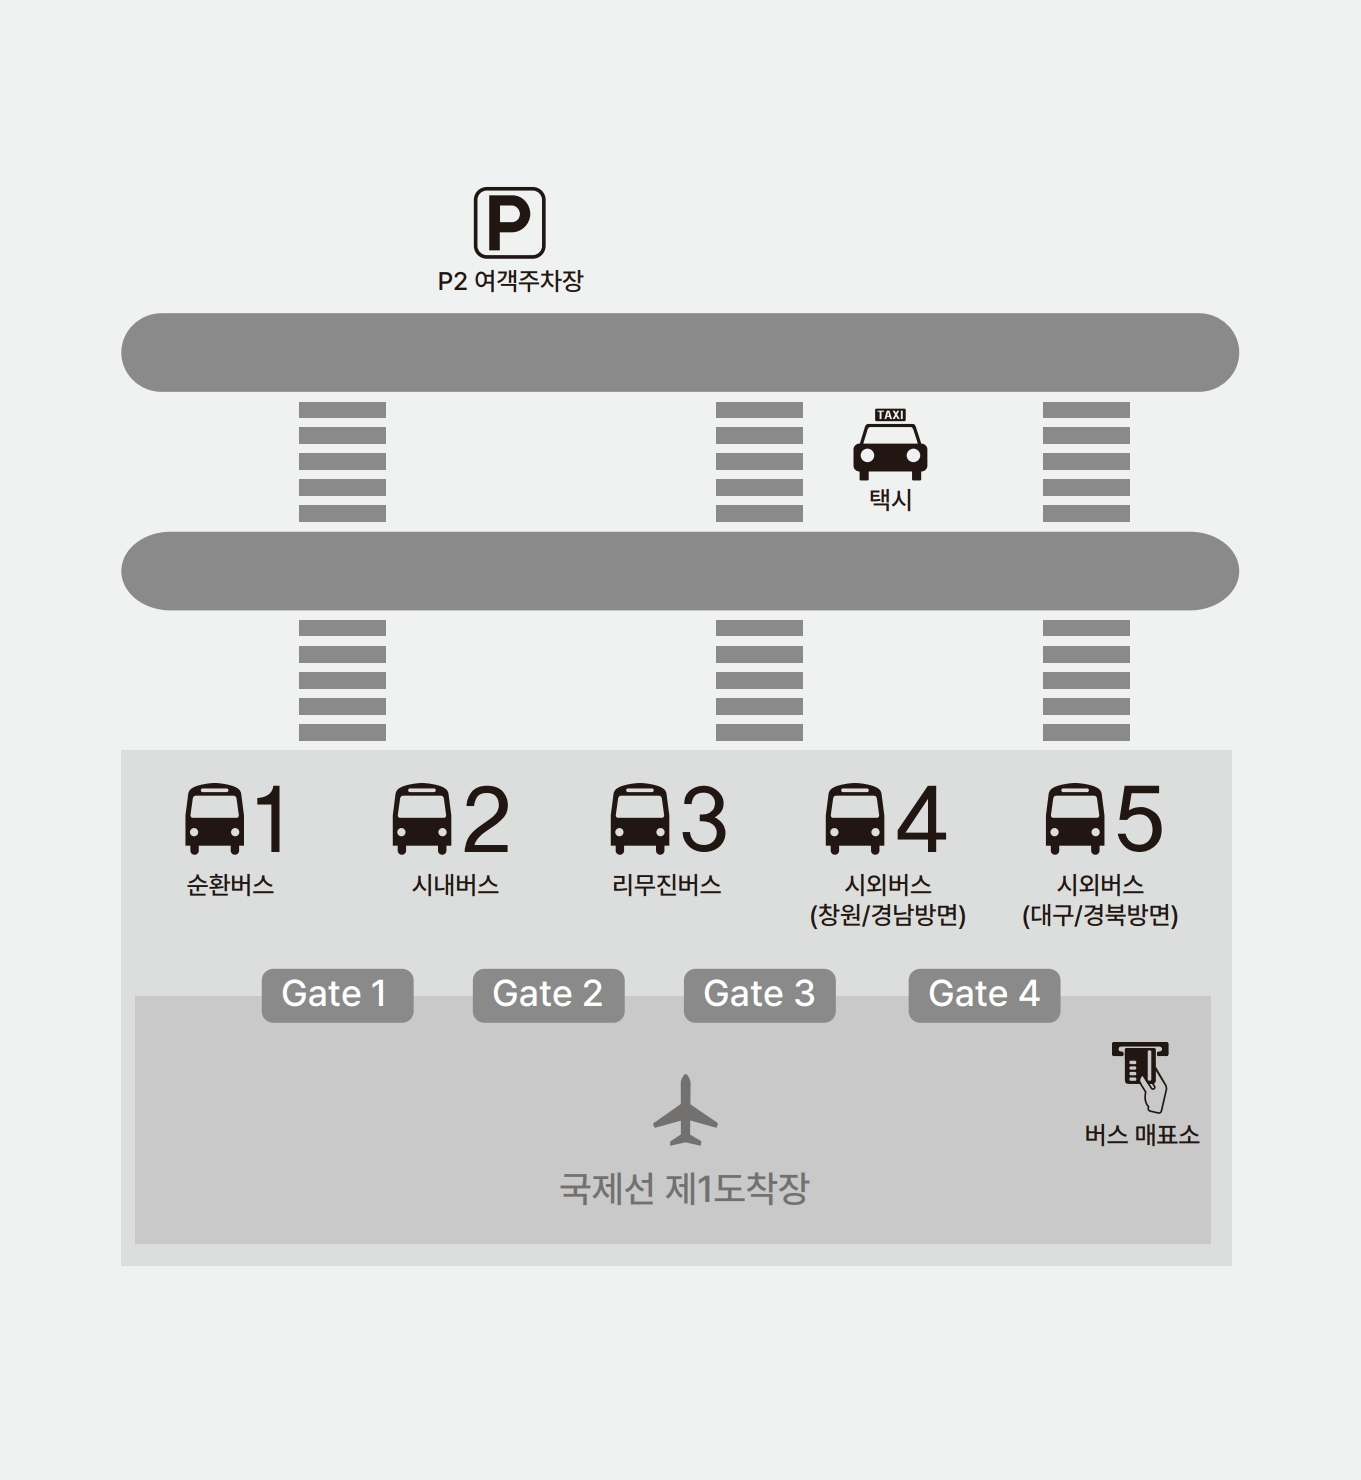 P
P2 여객주차장
TAXI
택시
1
순환버스
2
시내버스
3
리무진버스
4
시외버스
(창원/경남방면)
5
시외버스
(대구/경북방면)
Gate 1
Gate 2
Gate 3
Gate 4
버스 매표소
국제선 제1도착장